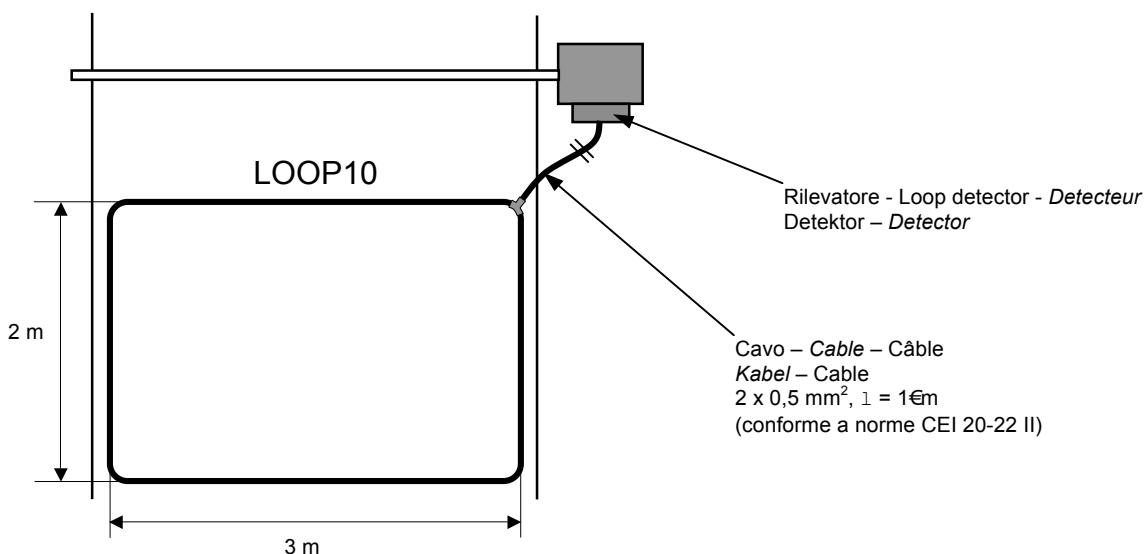 LOOP10
Rilevatore - Loop detector - Detecteur
Detektor – Detector
2 m
Cavo – Cable – Câble
Kabel – Cable
2 x 0,5 mm², l = 1€m
(conforme a norme CEI 20-22 II)
3 m